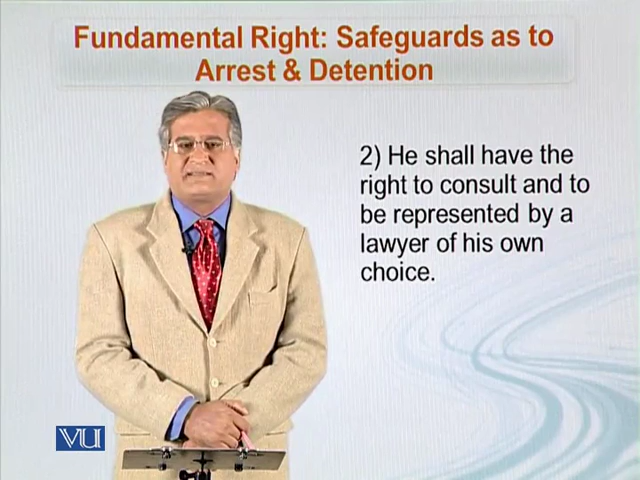 Fundamental Right: Safeguards as to
Arrest & Detention
2) He shall have the
right to consult and to
be represented by a
lawyer of his own
choice.
VU